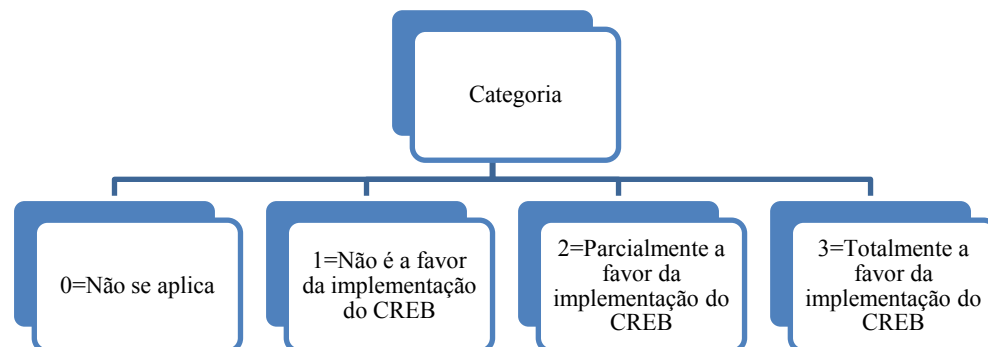 Categoria
0=Não se aplica
1=Não é a favor
da implementação
do CREB
2=Parcialmente a
favor da
implementação do
CREB
3=Totalmente a
favor da
implementação do
CREB